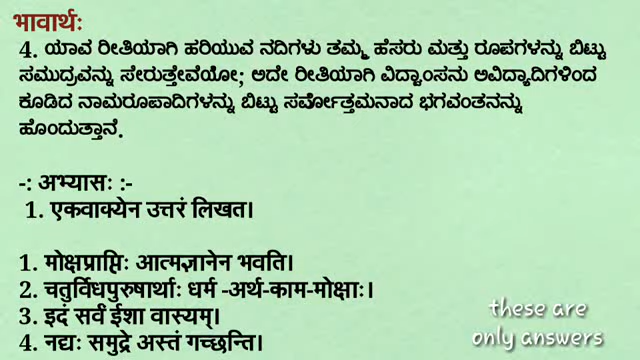 भावार्थः
4. ಯಾವ ರೀತಿಯಾಗಿ ಹರಿಯುವ ನದಿಗಳು ತಮ್ಮ ಹೆಸರು ಮತ್ತು ರೂಪಗಳನ್ನು ಬಿಟ್ಟು
ಸಮುದ್ರವನ್ನು ಸೇರುತ್ತೇವೆಯೋ; ಅದೇ ರೀತಿಯಾಗಿ ವಿದ್ವಾಂಸನು ಅವಿದ್ಯಾದಿಗಳಿಂದ
ಕೂಡಿದ ನಾಮರೂಪಾದಿಗಳನ್ನು ಬಿಟ್ಟು ಸರ್ವೋತ್ತಮನಾದ ಭಗವಂತನನ್ನು
ಹೊಂದುತ್ತಾನೆ.
-: अभ्यासः :-
1. एकवाक्येन उत्तरं लिखत।
1. मोक्षप्राप्तिः आत्मज्ञानेन भवति।
2. चतुर्विधपुरुषार्थाः धर्म -अर्थ-काम-मोक्षाः।
3. इदं सर्वं ईशा वास्यम्।
4. नद्यः समुद्रे अस्तं गच्छन्ति।
these are
only answers